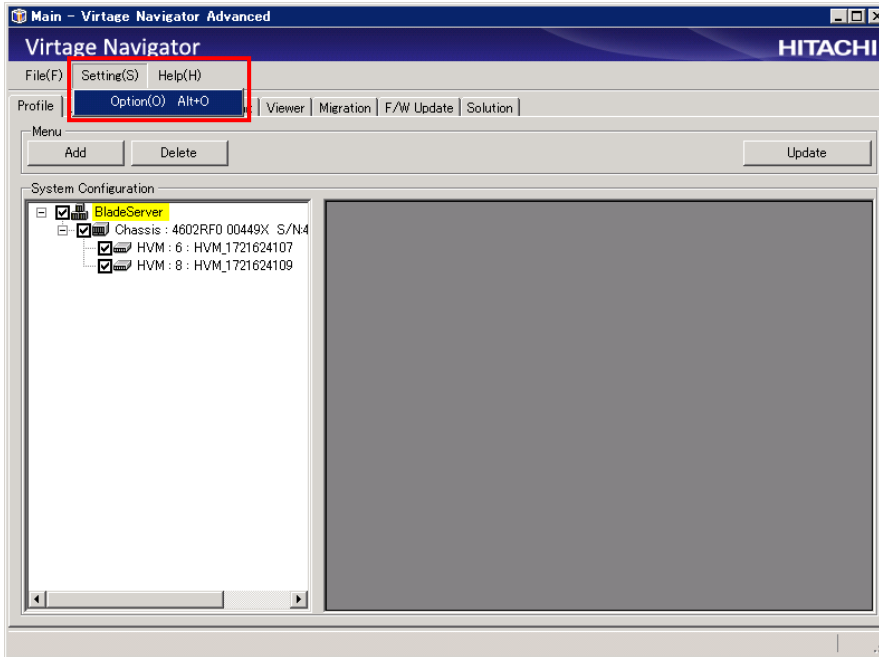 Main - Virtage Navigator Advanced
Virtage Navigator
HITACHI
File(F) Setting(S) Help(H)
Option(O) Alt+O
Profile Viewer Migration F/W Update Solution
Menu
Add Delete Update
System Configuration
BladeServer
Chassis : 4602RF0 00449X S/N:4
HVM : 6 : HVM_1721624107
HVM : 8 : HVM_1721624109